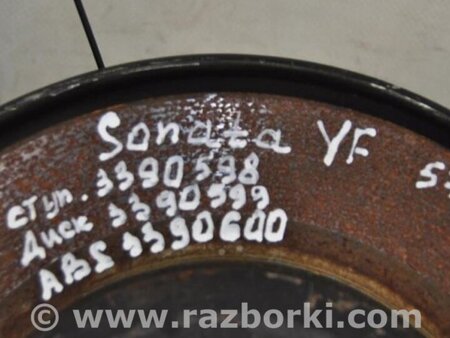 Sonata YF
ступ. 3390598
Диск 3390599
ABS 3390600
www.razborki.com